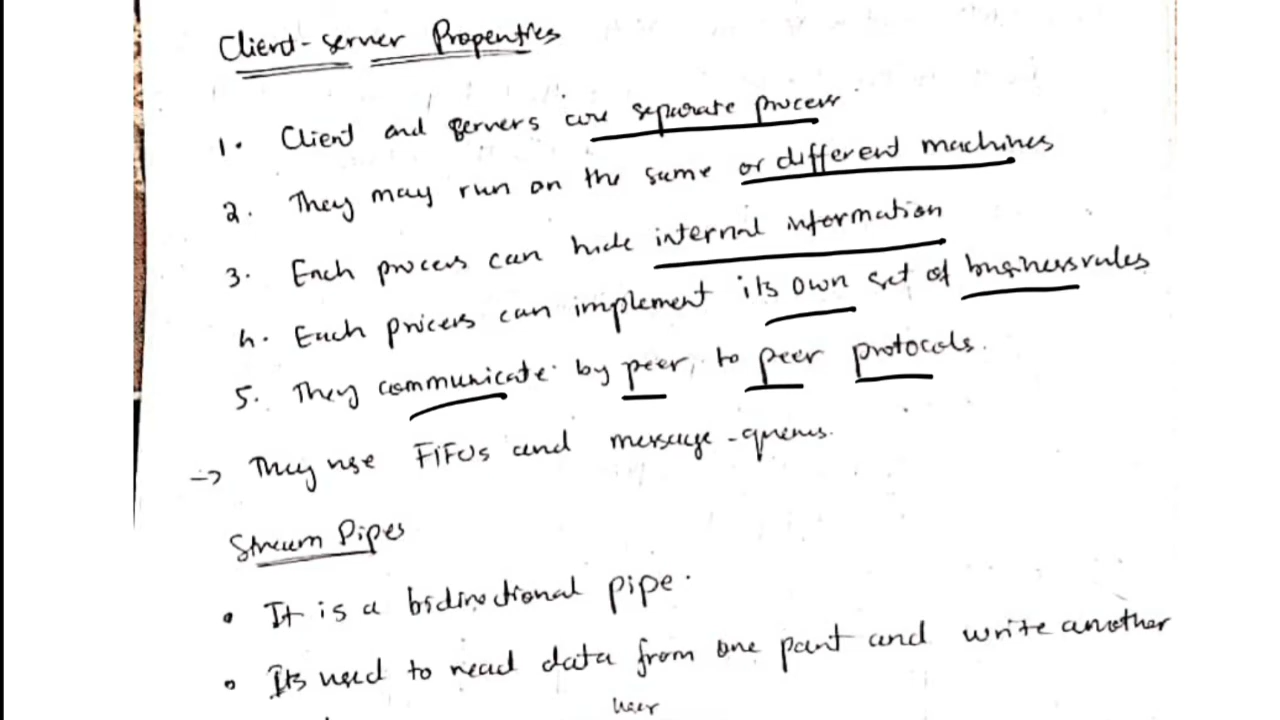 Client-server Properties
1. Client and servers are separate process
2. They may run on the same or different machines
3. Each process can hide internal information
4. Each process can implement its own set of business rules
5. They communicate by peer to peer protocols.
-> They use FIFOs and message-queues.
Stream Pipes
• It is a bidirectional pipe.
• Its used to read data from one part and write another
user